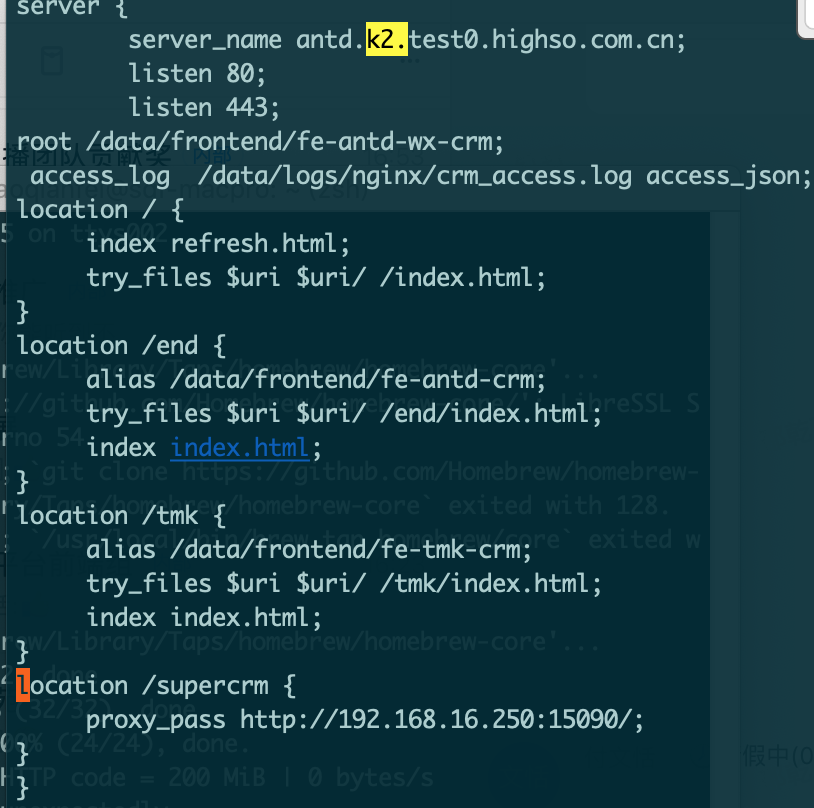 server {
server_name antd.k2.test0.highso.com.cn;
listen 80;
listen 443;
root /data/frontend/fe-antd-wx-crm;
access_log /data/logs/nginx/crm_access.log access_json;
location / {
index refresh.html;
try_files $uri $uri/ /index.html;
}
location /end {
alias /data/frontend/fe-antd-crm;
try_files $uri $uri/ /end/index.html;
index index.html;
}
location /tmk {
alias /data/frontend/fe-tmk-crm;
try_files $uri $uri/ /tmk/index.html;
index index.html;
}
location /supercrm {
proxy_pass http://192.168.16.250:15090/;
}
}